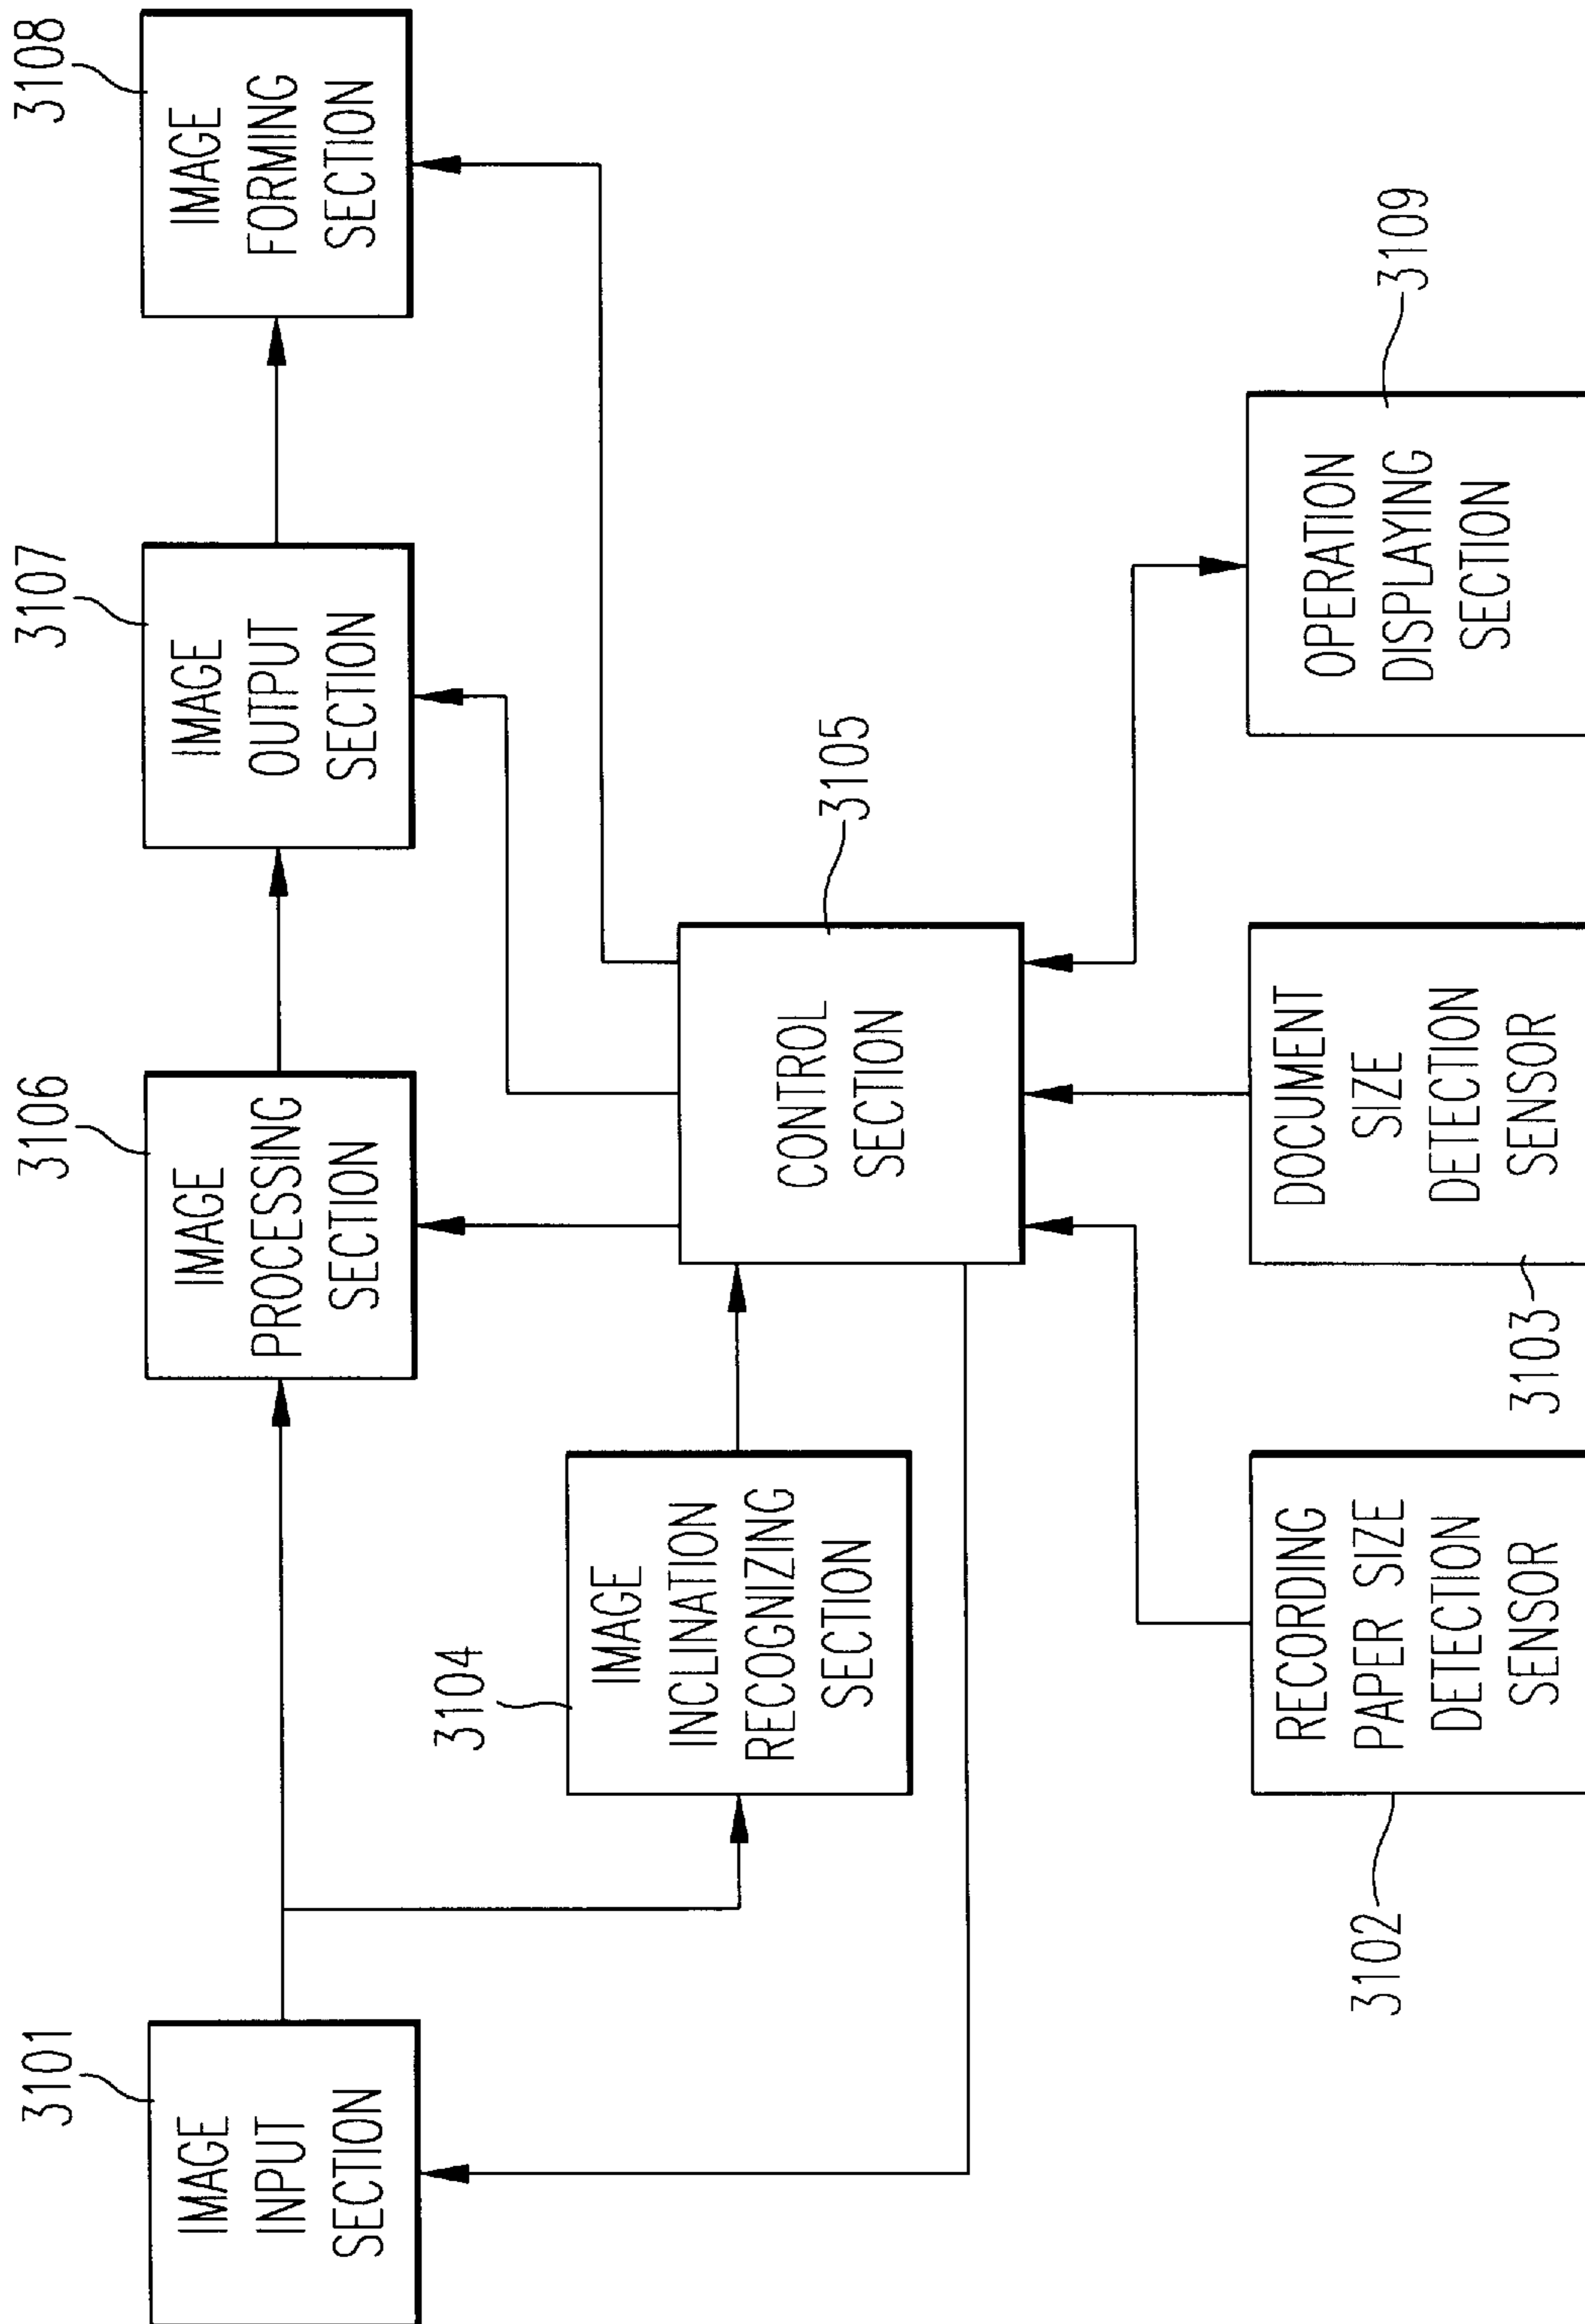 3101
IMAGE
INPUT
SECTION
3106
IMAGE
PROCESSING
SECTION
3107
IMAGE
OUTPUT
SECTION
3108
IMAGE
FORMING
SECTION
3104
IMAGE
INCLINATION
RECOGNIZING
SECTION
CONTROL
SECTION
3105
RECORDING
PAPER SIZE
DETECTION
SENSOR
3102
DOCUMENT
SIZE
DETECTION
SENSOR
3103
OPERATION
DISPLAYING
SECTION
3109